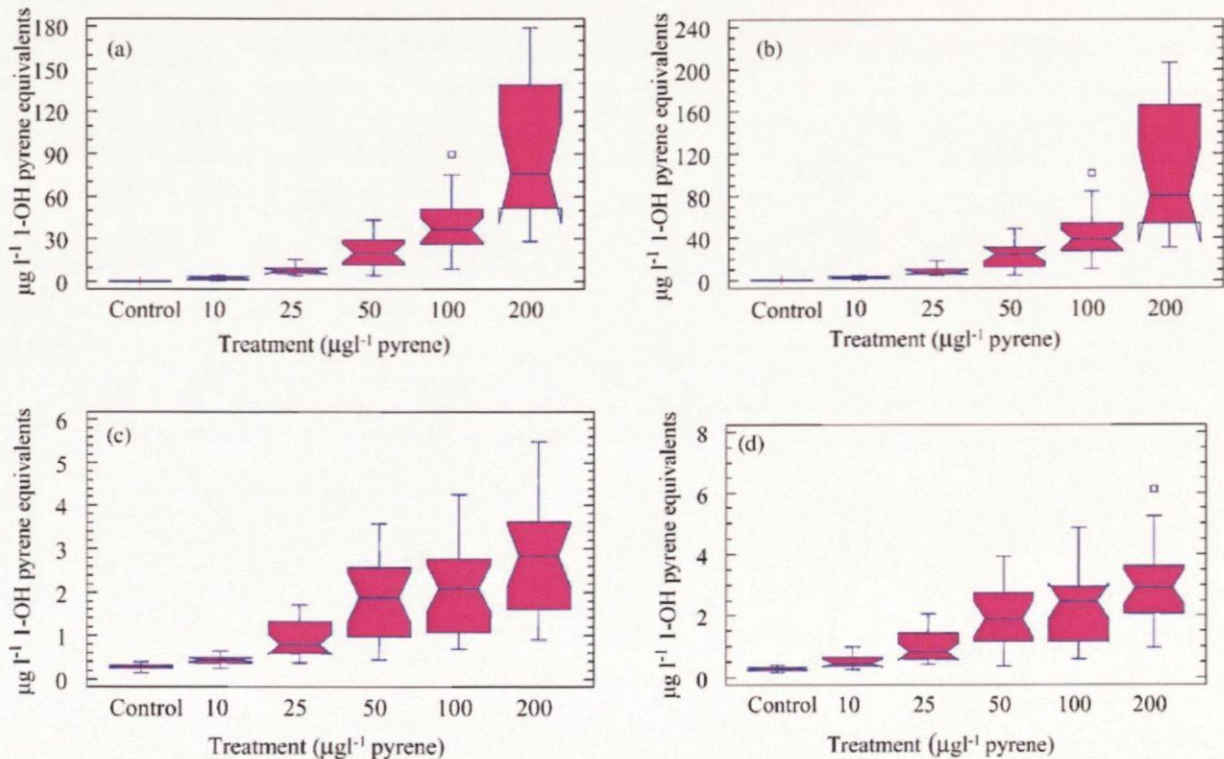 µg l⁻¹ 1-OH pyrene equivalents
(a)
180
150
120
90
60
30
0
Control 10 25 50 100 200
Treatment (µgl⁻¹ pyrene)
µg l⁻¹ 1-OH pyrene equivalents
(b)
240
200
160
120
80
40
0
Control 10 25 50 100 200
Treatment (µgl⁻¹ pyrene)
µg l⁻¹ 1-OH pyrene equivalents
(c)
6
5
4
3
2
1
0
Control 10 25 50 100 200
Treatment (µgl⁻¹ pyrene)
µg l⁻¹ 1-OH pyrene equivalents
(d)
8
6
4
2
0
Control 10 25 50 100 200
Treatment (µgl⁻¹ pyrene)